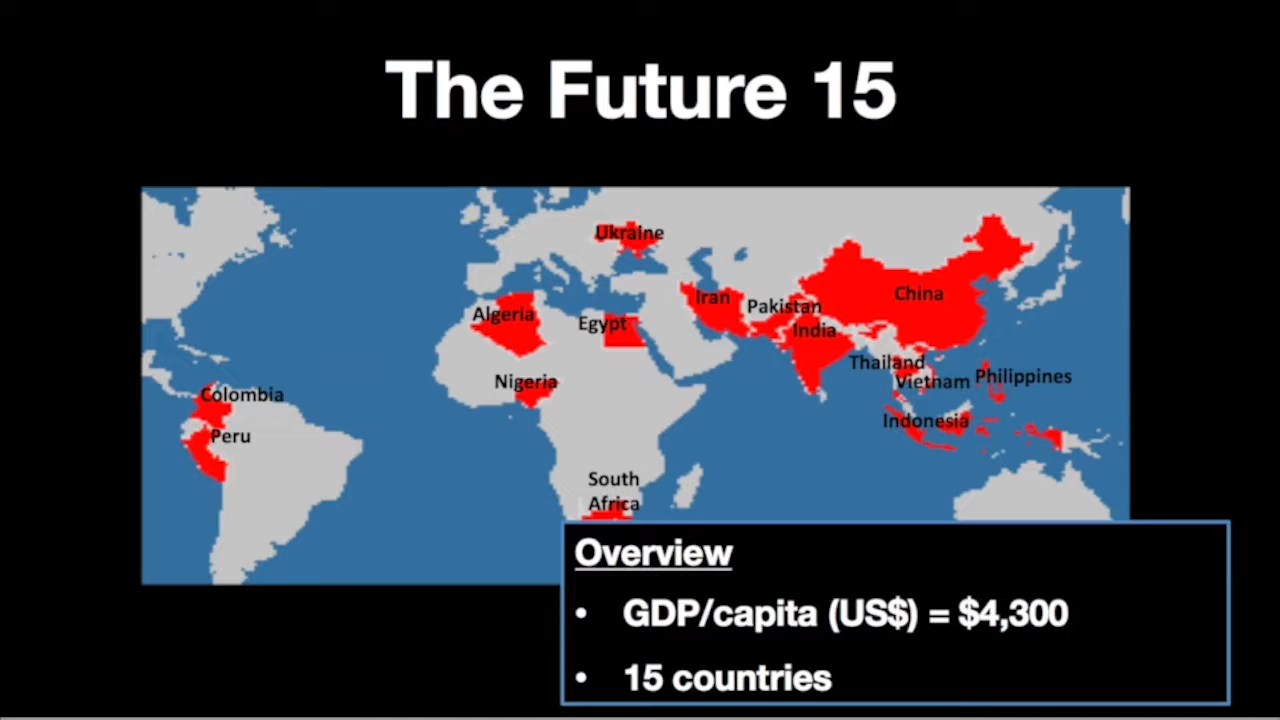 The Future 15
Ukraine
Iran
Pakistan
China
Algeria
Egypt
India
Thailand
Nigeria
Vietnam
Philippines
Colombia
Indonesia
Peru
South
Africa
Overview
• GDP/capita (US$) = $4,300
• 15 countries